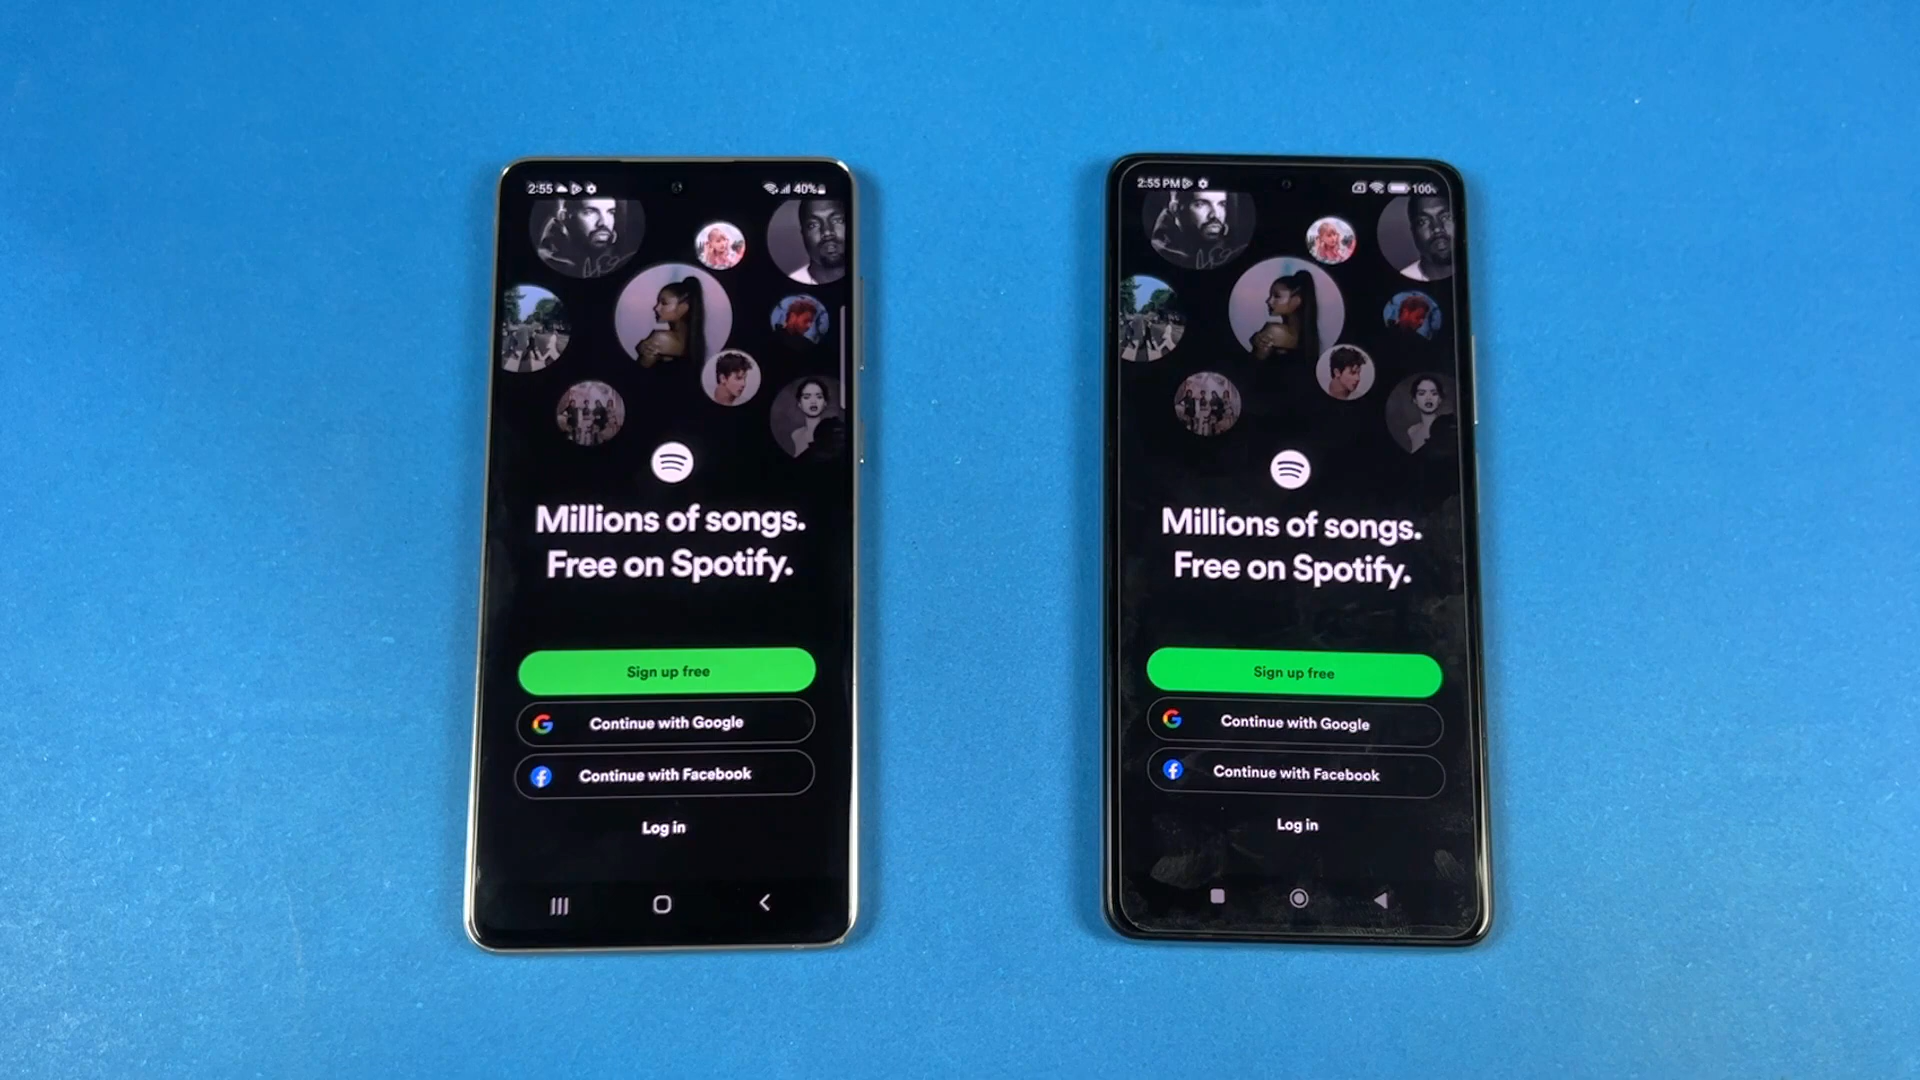 2:55
40%
Millions of songs.
Free on Spotify.
Sign up free
Continue with Google
Continue with Facebook
Log in
2:55 PM
100%
Millions of songs.
Free on Spotify.
Sign up free
Continue with Google
Continue with Facebook
Log in